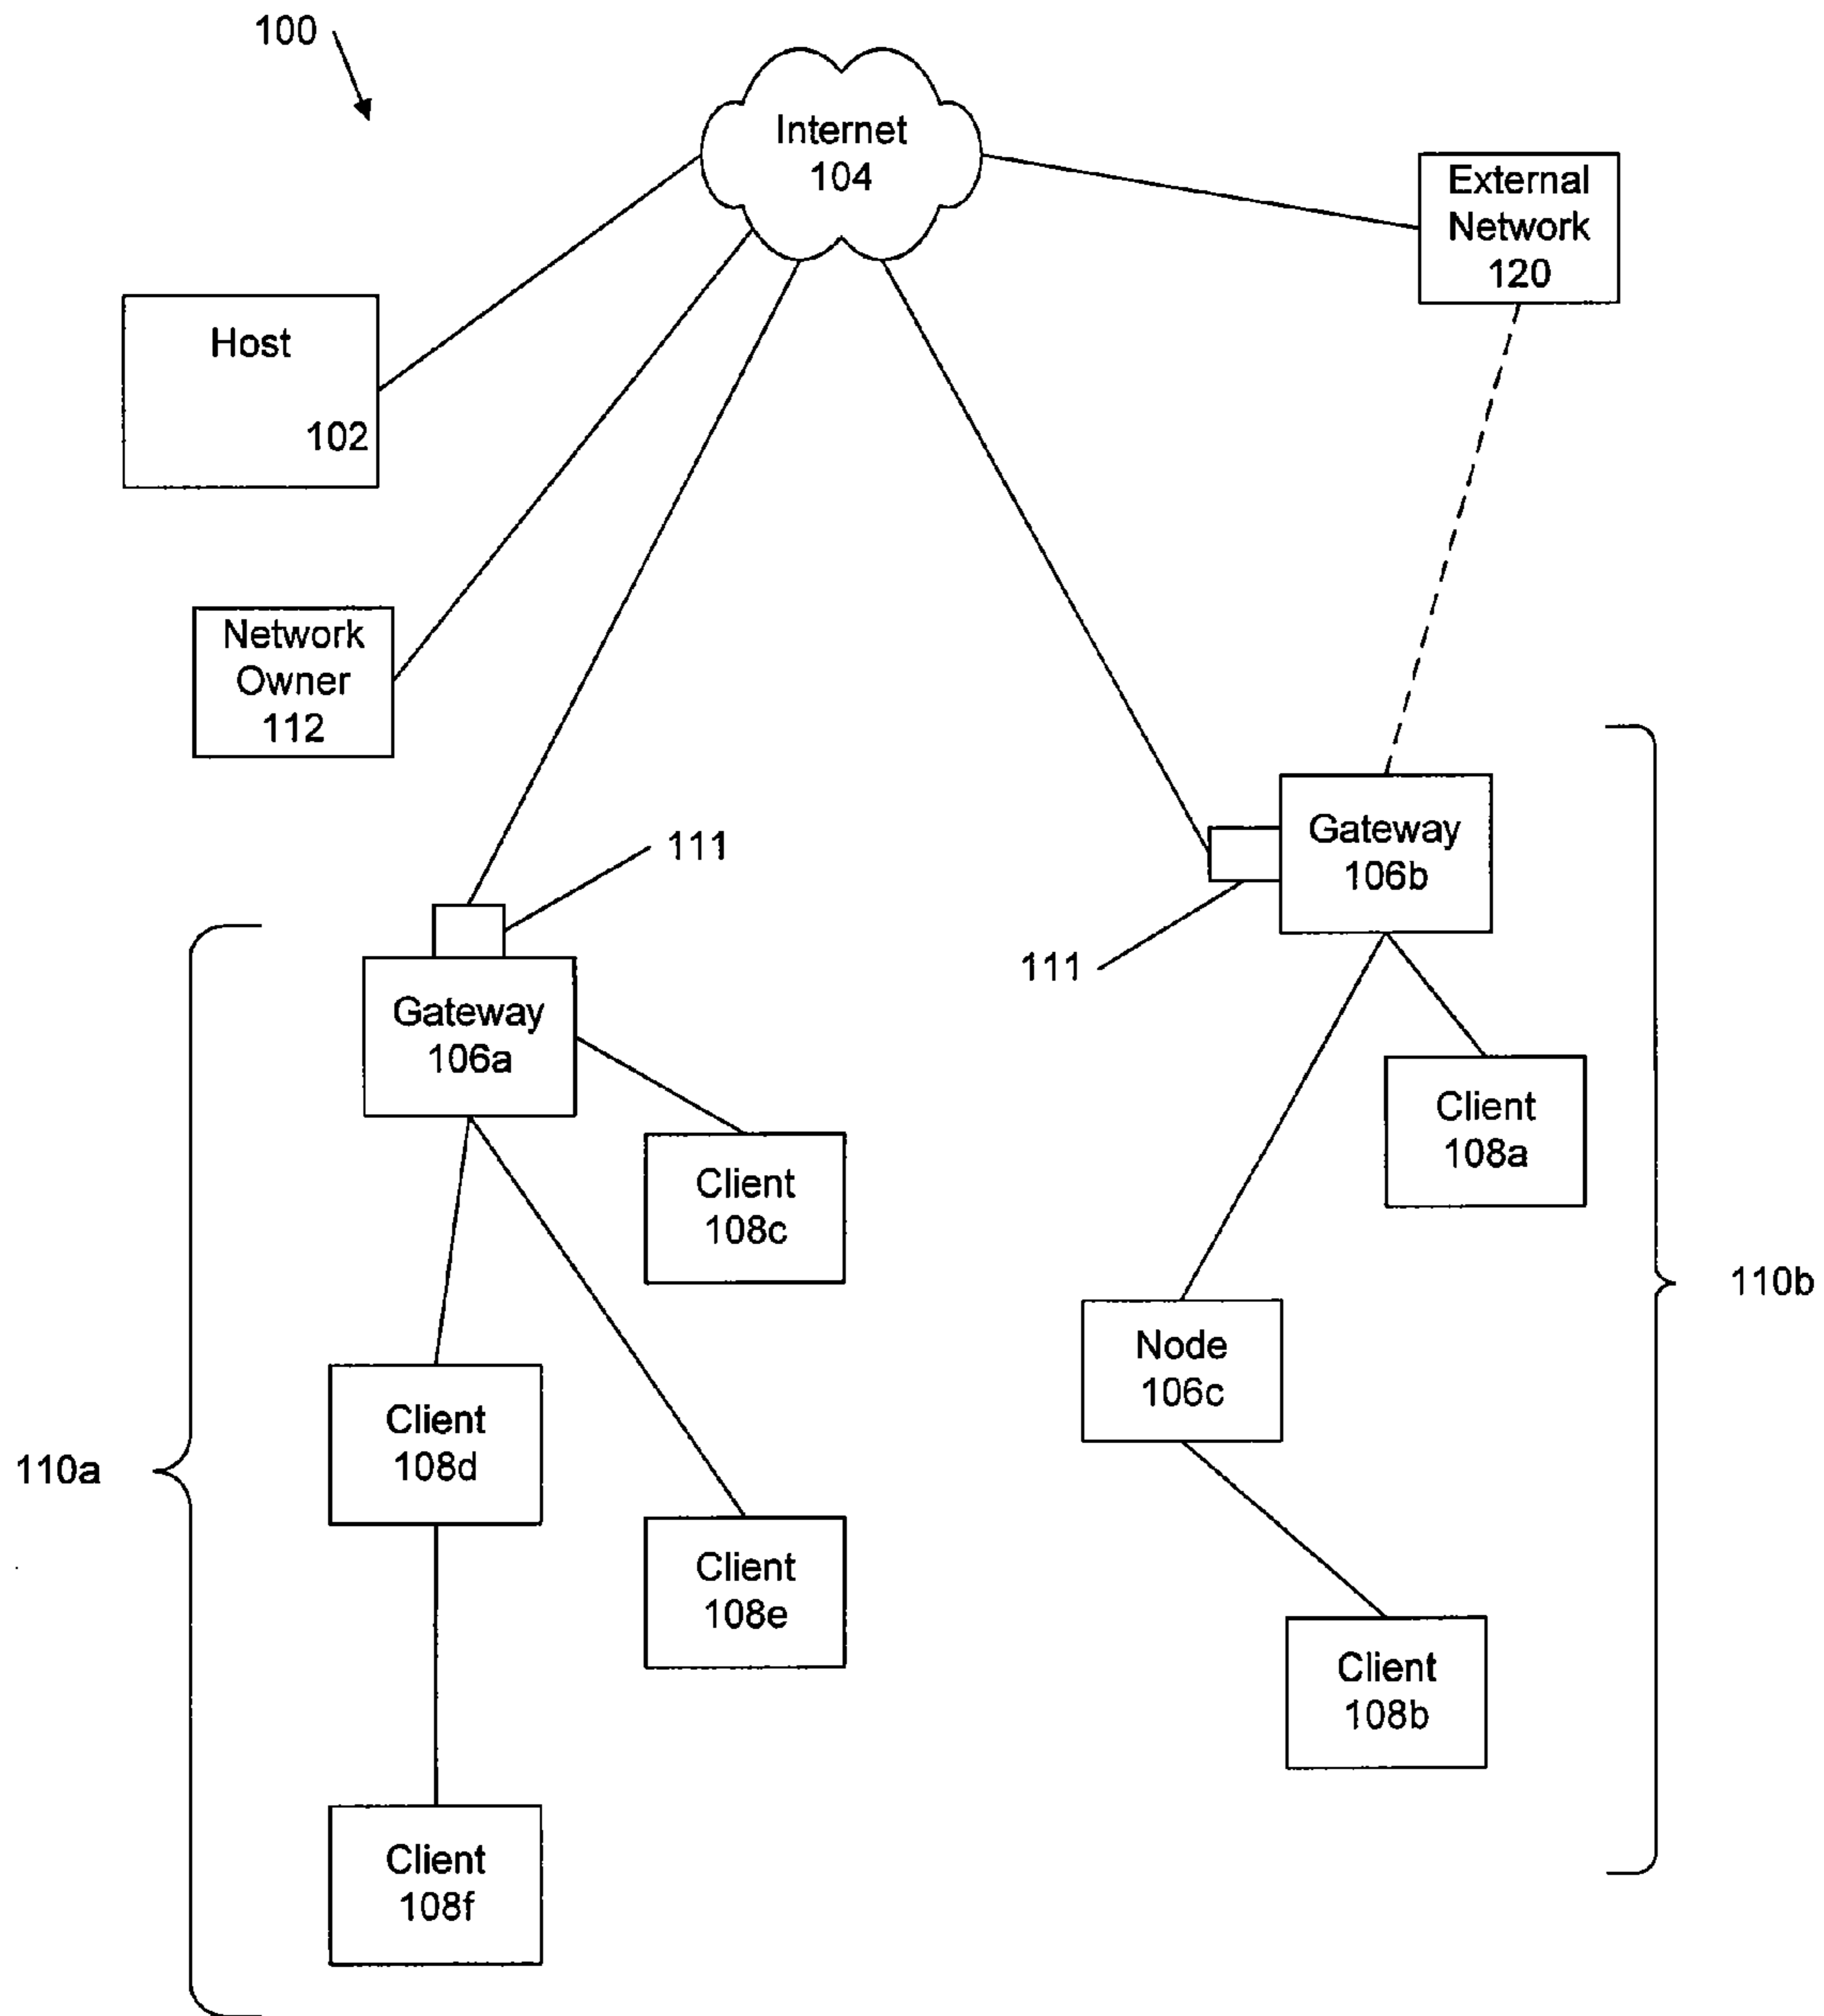 100
Internet
104
External
Network
120
Host
102
Network
Owner
112
111
Gateway
106b
111
Gateway
106a
Client
108a
Client
108c
110b
Node
106c
Client
108d
110a
Client
108e
Client
108b
Client
108f